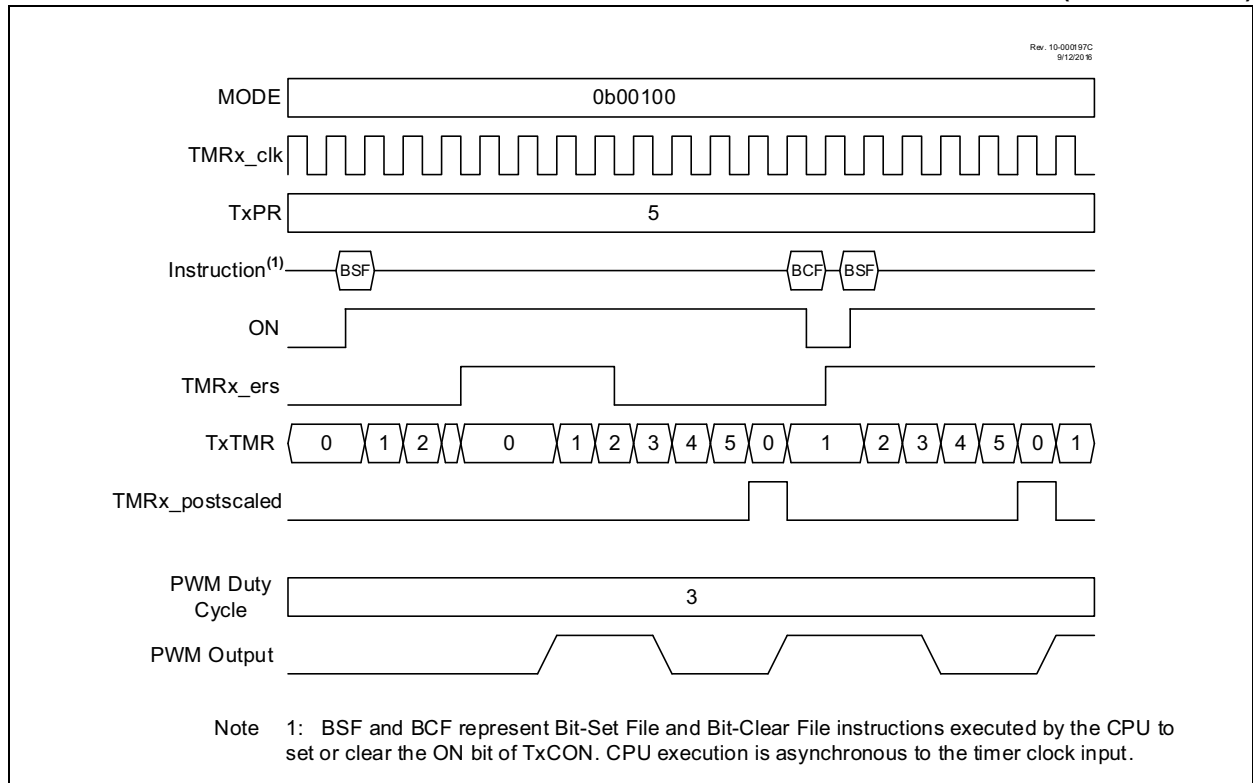 Rev. 10-000197C
9/12/2016
MODE 0b00100
TMRx_clk
TxPR 5
Instruction(1) BSF BCF BSF
ON
TMRx_ers
TxTMR 0 1 2 0 1 2 3 4 5 0 1 2 3 4 5 0 1
TMRx_postscaled
PWM Duty
Cycle 3
PWM Output
Note 1: BSF and BCF represent Bit-Set File and Bit-Clear File instructions executed by the CPU to
set or clear the ON bit of TxCON. CPU execution is asynchronous to the timer clock input.